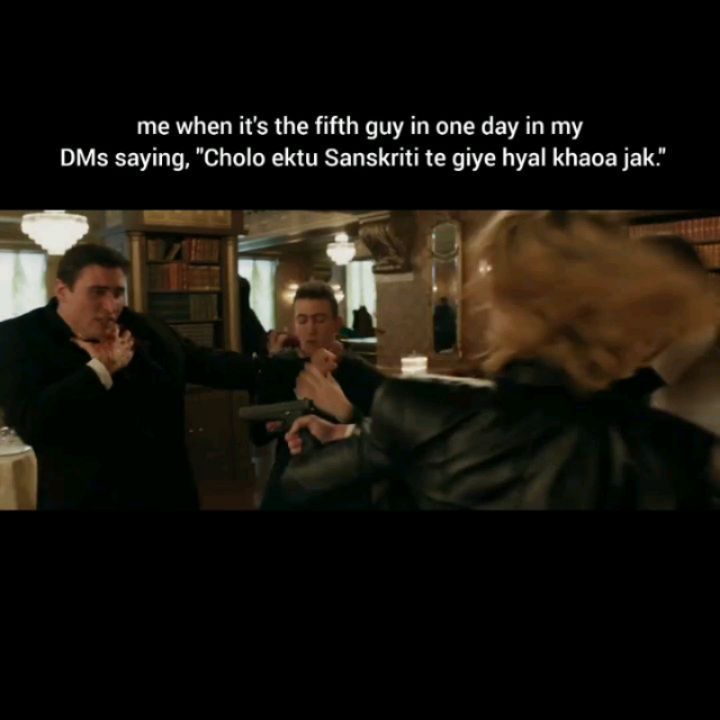 me when it's the fifth guy in one day in my
DMs saying, "Cholo ektu Sanskriti te giye hyal khaoa jak."